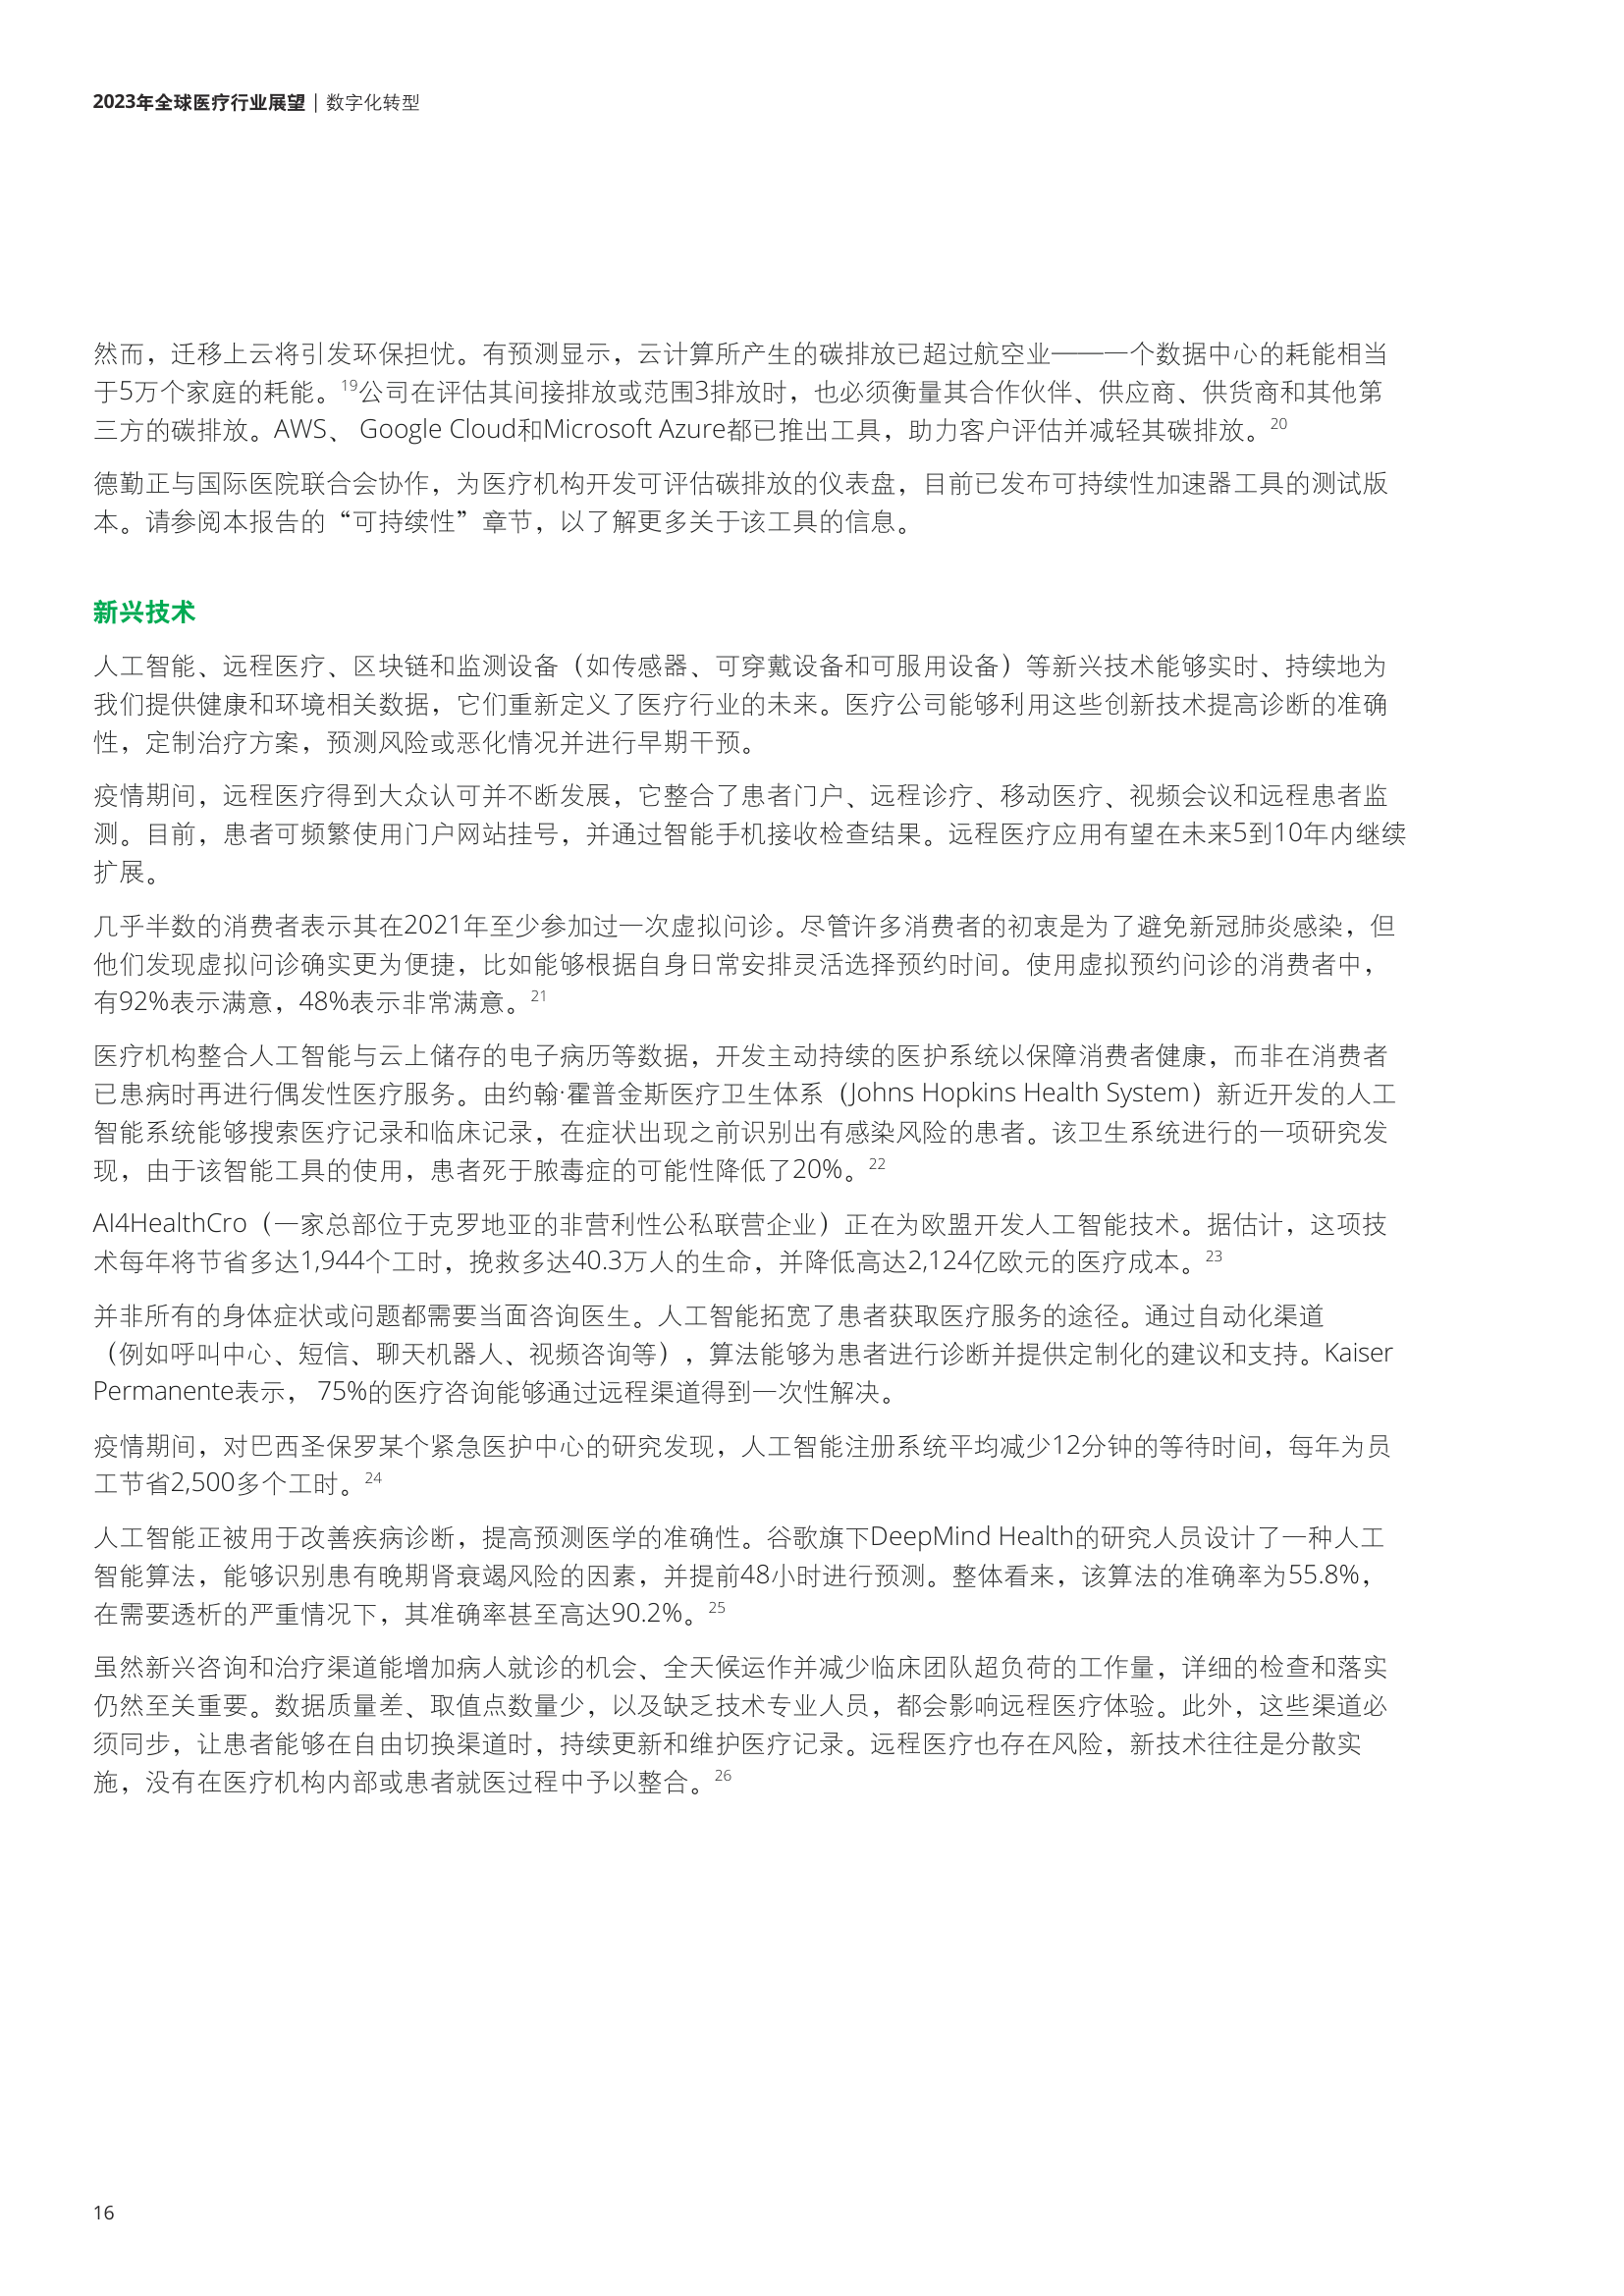 2023年全球医疗行业展望 | 数字化转型
然而，迁移上云将引发环保担忧。有预测显示，云计算所产生的碳排放已超过航空业——一个数据中心的耗能相当
于5万个家庭的耗能。19公司在评估其间接排放或范围3排放时，也必须衡量其合作伙伴、供应商、供货商和其他第
三方的碳排放。AWS、 Google Cloud和Microsoft Azure都已推出工具，助力客户评估并减轻其碳排放。20
德勤正与国际医院联合会协作，为医疗机构开发可评估碳排放的仪表盘，目前已发布可持续性加速器工具的测试版
本。请参阅本报告的“可持续性”章节，以了解更多关于该工具的信息。
新兴技术
人工智能、远程医疗、区块链和监测设备（如传感器、可穿戴设备和可服用设备）等新兴技术能够实时、持续地为
我们提供健康和环境相关数据，它们重新定义了医疗行业的未来。医疗公司能够利用这些创新技术提高诊断的准确
性，定制治疗方案，预测风险或恶化情况并进行早期干预。
疫情期间，远程医疗得到大众认可并不断发展，它整合了患者门户、远程诊疗、移动医疗、视频会议和远程患者监
测。目前，患者可频繁使用门户网站挂号，并通过智能手机接收检查结果。远程医疗应用有望在未来5到10年内继续
扩展。
几乎半数的消费者表示其在2021年至少参加过一次虚拟问诊。尽管许多消费者的初衷是为了避免新冠肺炎感染，但
他们发现虚拟问诊确实更为便捷，比如能够根据自身日常安排灵活选择预约时间。使用虚拟预约问诊的消费者中，
有92%表示满意，48%表示非常满意。21
医疗机构整合人工智能与云上储存的电子病历等数据，开发主动持续的医护系统以保障消费者健康，而非在消费者
已患病时再进行偶发性医疗服务。由约翰·霍普金斯医疗卫生体系（Johns Hopkins Health System）新近开发的人工
智能系统能够搜索医疗记录和临床记录，在症状出现之前识别出有感染风险的患者。该卫生系统进行的一项研究发
现，由于该智能工具的使用，患者死于脓毒症的可能性降低了20%。22
AI4HealthCro（一家总部位于克罗地亚的非营利性公私联营企业）正在为欧盟开发人工智能技术。据估计，这项技
术每年将节省多达1,944个工时，挽救多达40.3万人的生命，并降低高达2,124亿欧元的医疗成本。23
并非所有的身体症状或问题都需要当面咨询医生。人工智能拓宽了患者获取医疗服务的途径。通过自动化渠道
（例如呼叫中心、短信、聊天机器人、视频咨询等），算法能够为患者进行诊断并提供定制化的建议和支持。Kaiser
Permanente表示， 75%的医疗咨询能够通过远程渠道得到一次性解决。
疫情期间，对巴西圣保罗某个紧急医护中心的研究发现，人工智能注册系统平均减少12分钟的等待时间，每年为员
工节省2,500多个工时。24
人工智能正被用于改善疾病诊断，提高预测医学的准确性。谷歌旗下DeepMind Health的研究人员设计了一种人工
智能算法，能够识别患有晚期肾衰竭风险的因素，并提前48小时进行预测。整体看来，该算法的准确率为55.8%，
在需要透析的严重情况下，其准确率甚至高达90.2%。25
虽然新兴咨询和治疗渠道能增加病人就诊的机会、全天候运作并减少临床团队超负荷的工作量，详细的检查和落实
仍然至关重要。数据质量差、取值点数量少，以及缺乏技术专业人员，都会影响远程医疗体验。此外，这些渠道必
须同步，让患者能够在自由切换渠道时，持续更新和维护医疗记录。远程医疗也存在风险，新技术往往是分散实
施，没有在医疗机构内部或患者就医过程中予以整合。26
16